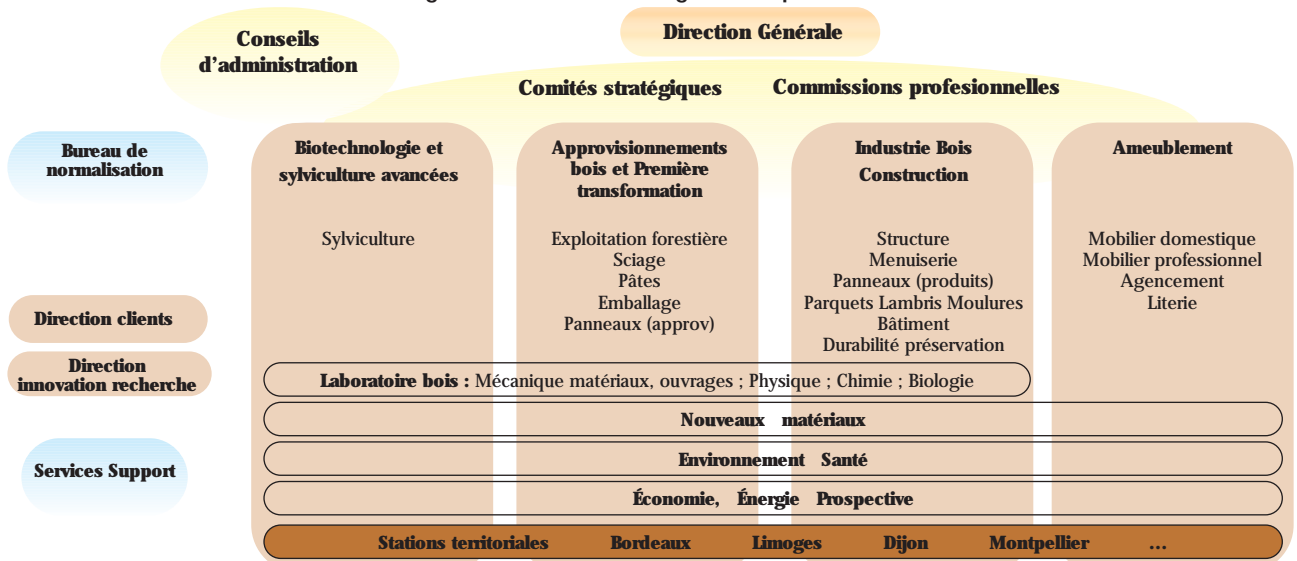 Conseils
d'administration
Direction Générale
Comités stratégiques
Commissions profesionnelles
Bureau de
normalisation
Biotechnologie et
sylviculture avancées
Approvisionnements
bois et Première
transformation
Industrie Bois
Construction
Ameublement
Sylviculture
Exploitation forestière
Sciage
Pâtes
Emballage
Panneaux (approv)
Structure
Menuiserie
Panneaux (produits)
Parquets Lambris Moulures
Bâtiment
Durabilité préservation
Mobilier domestique
Mobilier professionnel
Agencement
Literie
Direction clients
Direction
innovation recherche
Laboratoire bois : Mécanique matériaux, ouvrages ; Physique ; Chimie ; Biologie
Nouveaux matériaux
Services Support
Environnement Santé
Économie, Énergie Prospective
Stations territoriales Bordeaux Limoges Dijon Montpellier ...